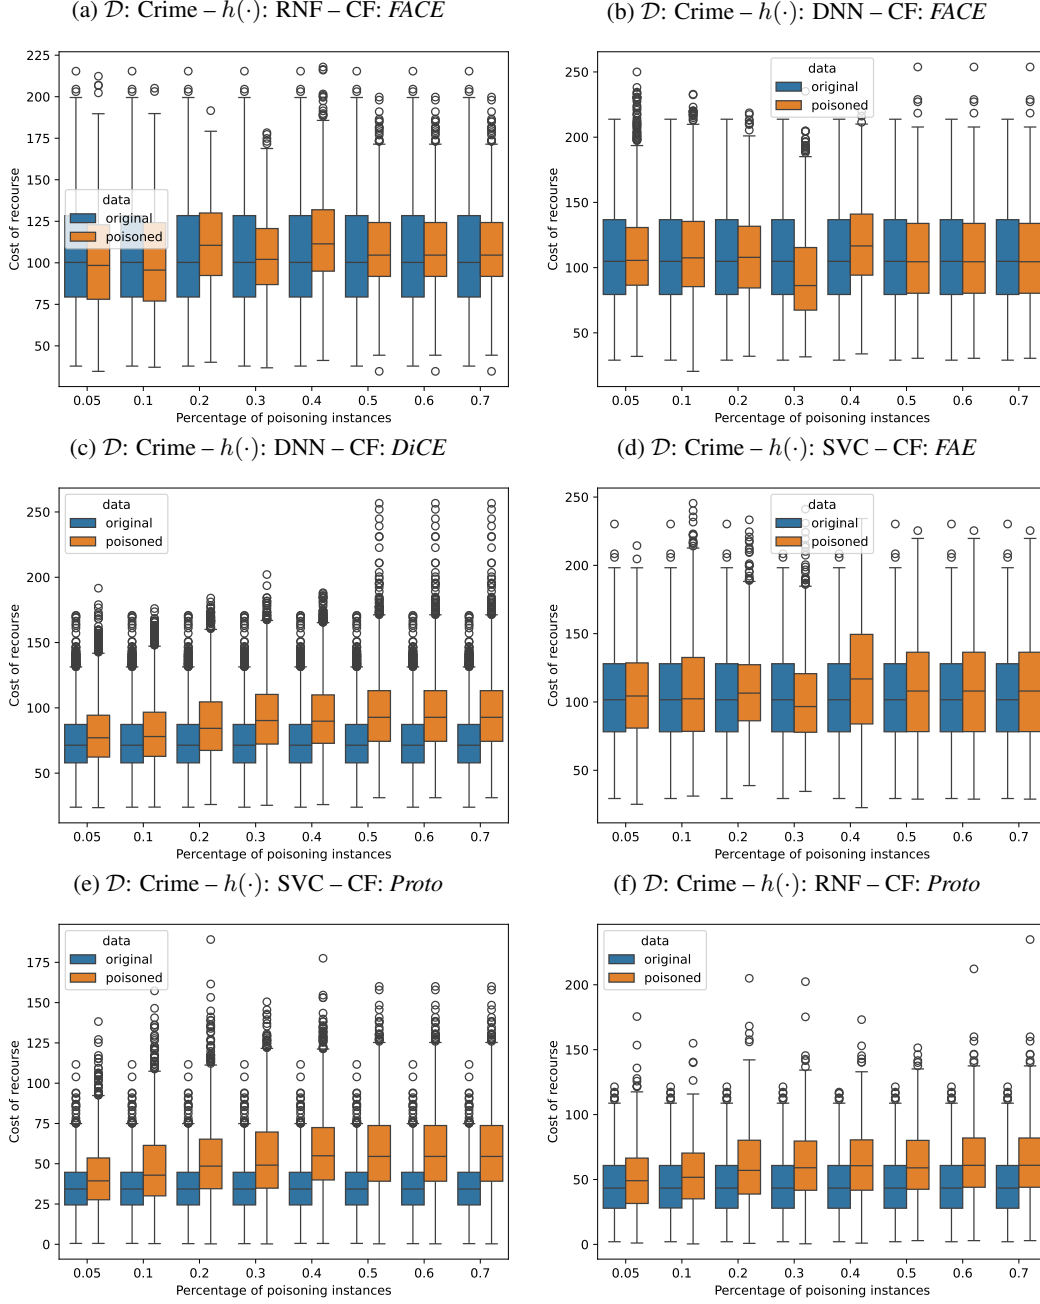 (a) 𝒟: Crime – h(·): RNF – CF: FACE
(b) 𝒟: Crime – h(·): DNN – CF: FACE
225
200
175
150
125
100
75
50
Cost of recourse
data
original
poisoned
0.05 0.1 0.2 0.3 0.4 0.5 0.6 0.7
Percentage of poisoning instances
250
200
150
100
50
Cost of recourse
data
original
poisoned
0.05 0.1 0.2 0.3 0.4 0.5 0.6 0.7
Percentage of poisoning instances
(c) 𝒟: Crime – h(·): DNN – CF: DiCE
(d) 𝒟: Crime – h(·): SVC – CF: FAE
250
200
150
100
50
Cost of recourse
data
original
poisoned
0.05 0.1 0.2 0.3 0.4 0.5 0.6 0.7
Percentage of poisoning instances
250
200
150
100
50
Cost of recourse
data
original
poisoned
0.05 0.1 0.2 0.3 0.4 0.5 0.6 0.7
Percentage of poisoning instances
(e) 𝒟: Crime – h(·): SVC – CF: Proto
(f) 𝒟: Crime – h(·): RNF – CF: Proto
175
150
125
100
75
50
25
0
Cost of recourse
data
original
poisoned
0.05 0.1 0.2 0.3 0.4 0.5 0.6 0.7
Percentage of poisoning instances
200
150
100
50
0
Cost of recourse
data
original
poisoned
0.05 0.1 0.2 0.3 0.4 0.5 0.6 0.7
Percentage of poisoning instances